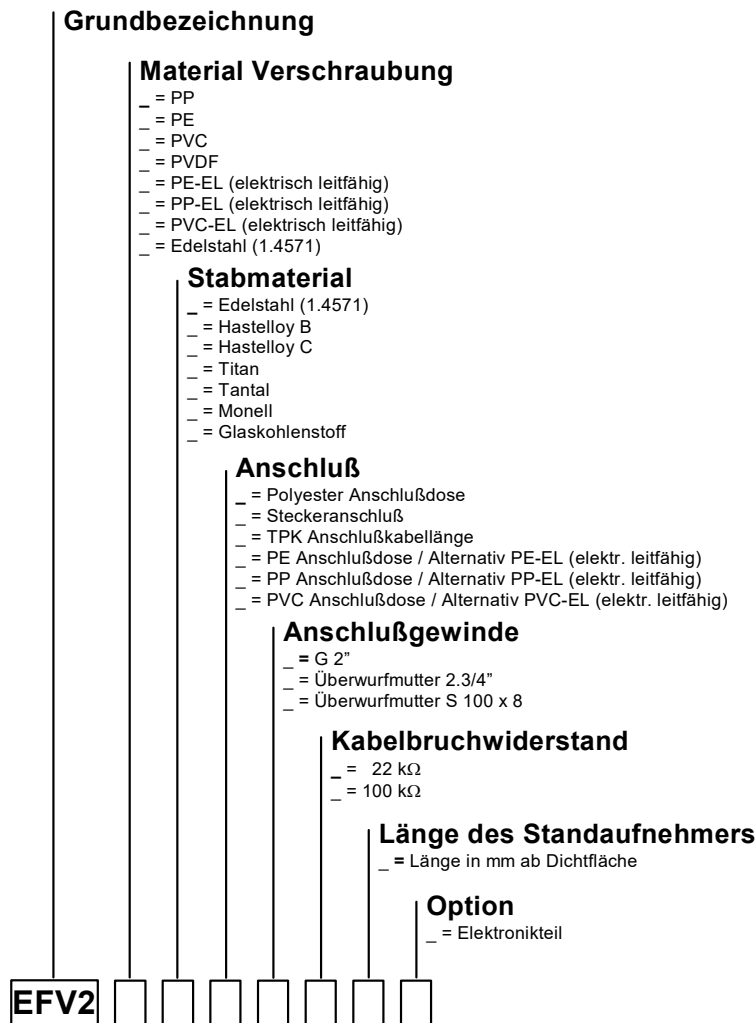 Grundbezeichnung
Material Verschraubung
_ = PP
_ = PE
_ = PVC
_ = PVDF
_ = PE-EL (elektrisch leitfähig)
_ = PP-EL (elektrisch leitfähig)
_ = PVC-EL (elektrisch leitfähig)
_ = Edelstahl (1.4571)
Stabmaterial
_ = Edelstahl (1.4571)
_ = Hastelloy B
_ = Hastelloy C
_ = Titan
_ = Tantal
_ = Monell
_ = Glaskohlenstoff
Anschluß
_ = Polyester Anschlußdose
_ = Steckeranschluß
_ = TPK Anschlußkabellänge
_ = PE Anschlußdose / Alternativ PE-EL (elektr. leitfähig)
_ = PP Anschlußdose / Alternativ PP-EL (elektr. leitfähig)
_ = PVC Anschlußdose / Alternativ PVC-EL (elektr. leitfähig)
Anschlußgewinde
_ = G 2”
_ = Überwurfmutter 2.3/4”
_ = Überwurfmutter S 100 x 8
Kabelbruchwiderstand
_ = 22 kΩ
_ = 100 kΩ
Länge des Standaufnehmers
_ = Länge in mm ab Dichtfläche
Option
_ = Elektronikteil
EFV2